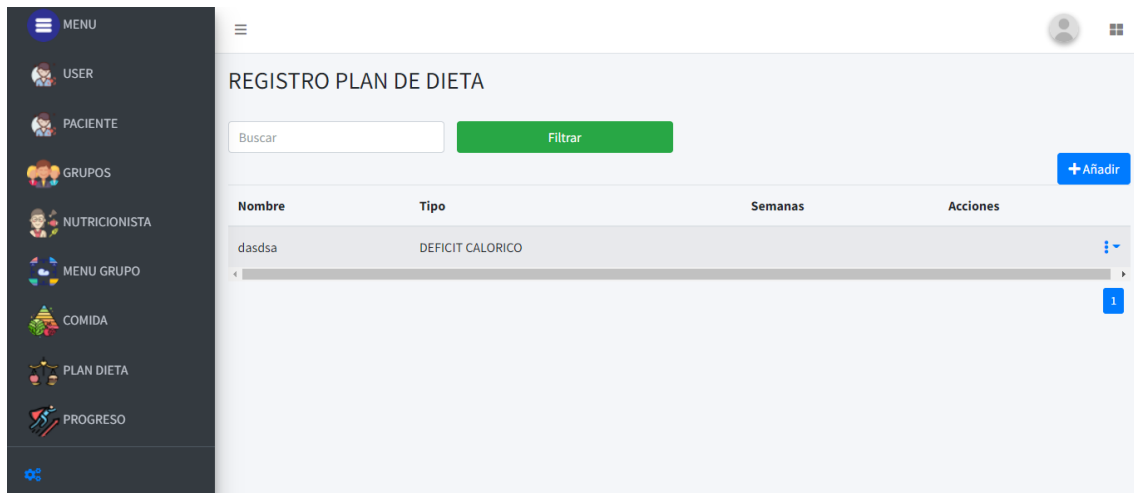 MENU
USER
PACIENTE
GRUPOS
NUTRICIONISTA
MENU GRUPO
COMIDA
PLAN DIETA
PROGRESO
REGISTRO PLAN DE DIETA
Buscar Filtrar
Añadir
Nombre Tipo Semanas Acciones
dasdsa DEFICIT CALORICO
1